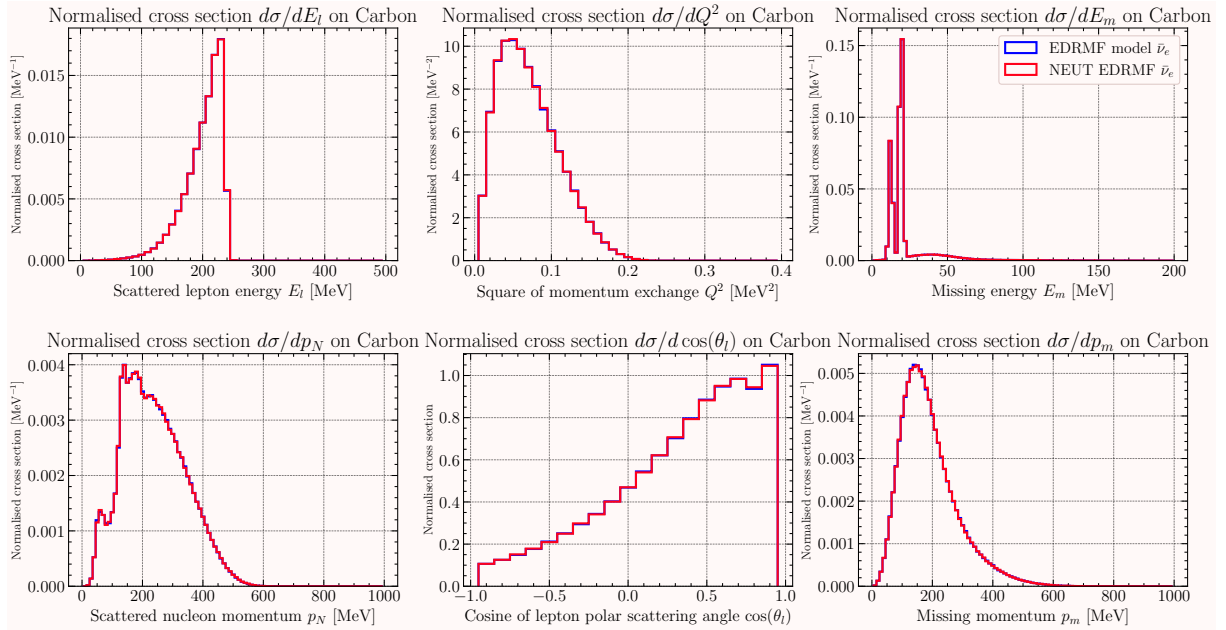 Normalised cross section dσ/dE_l on Carbon
Normalised cross section [MeV⁻¹]
0.015
0.010
0.005
0.000
0 100 200 300 400 500
Scattered lepton energy E_l [MeV]
Normalised cross section dσ/dQ² on Carbon
Normalised cross section [MeV⁻²]
10
8
6
4
2
0
0.0 0.1 0.2 0.3 0.4
Square of momentum exchange Q² [MeV²]
Normalised cross section dσ/dE_m on Carbon
EDRMF model ν̄_e
NEUT EDRMF ν̄_e
Normalised cross section [MeV⁻¹]
0.15
0.10
0.05
0.00
0 50 100 150 200
Missing energy E_m [MeV]
Normalised cross section dσ/dp_N on Carbon
Normalised cross section [MeV⁻¹]
0.004
0.003
0.002
0.001
0.000
0 200 400 600 800 1000
Scattered nucleon momentum p_N [MeV]
Normalised cross section dσ/d cos(θ_l) on Carbon
Normalised cross section
1.0
0.8
0.6
0.4
0.2
0.0
−1.0 −0.5 0.0 0.5 1.0
Cosine of lepton polar scattering angle cos(θ_l)
Normalised cross section dσ/dp_m on Carbon
Normalised cross section [MeV⁻¹]
0.005
0.004
0.003
0.002
0.001
0.000
0 200 400 600 800 1000
Missing momentum p_m [MeV]